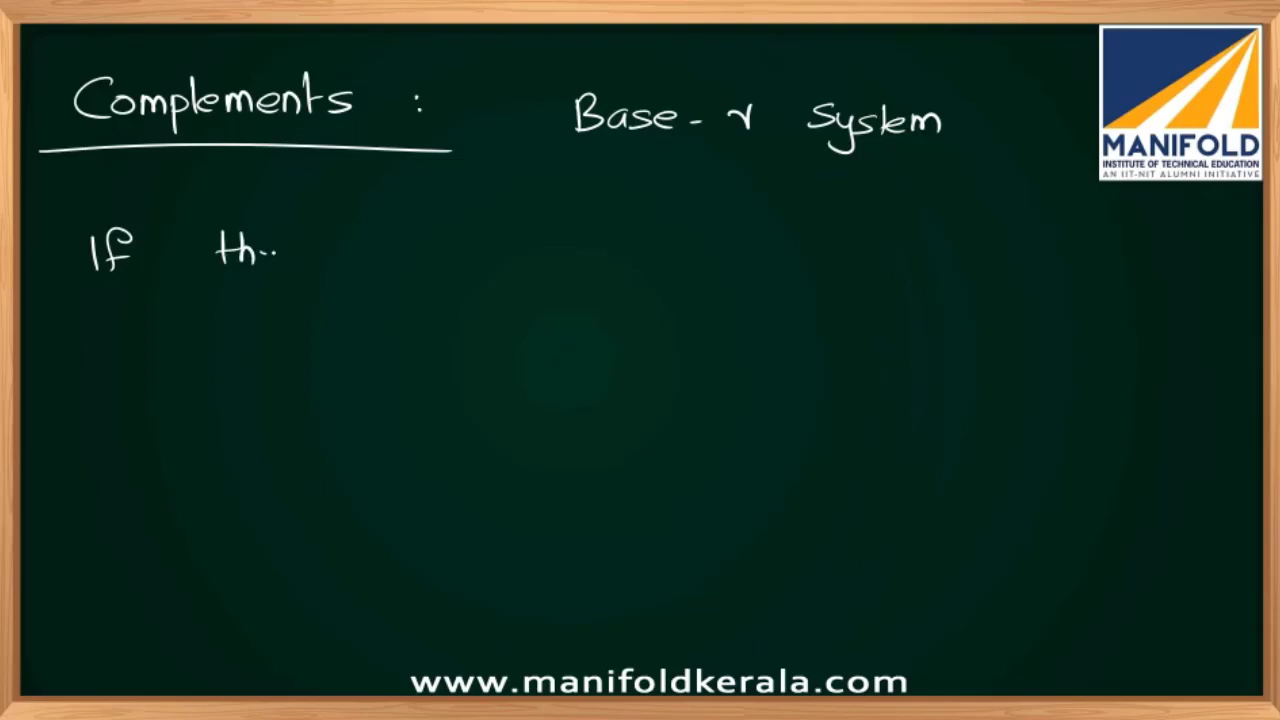 Complements : Base - r System
If th
MANIFOLD
INSTITUTE OF TECHNICAL EDUCATION
AN IIT-NIT ALUMNI INITIATIVE
www.manifoldkerala.com